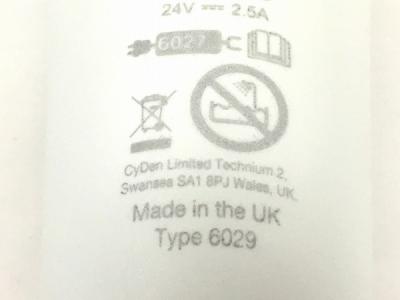 24V ⎓ 2.5A
6027
CyDen Limited Technium 2,
Swansea SA1 8PJ Wales, UK.
Made in the UK
Type 6029